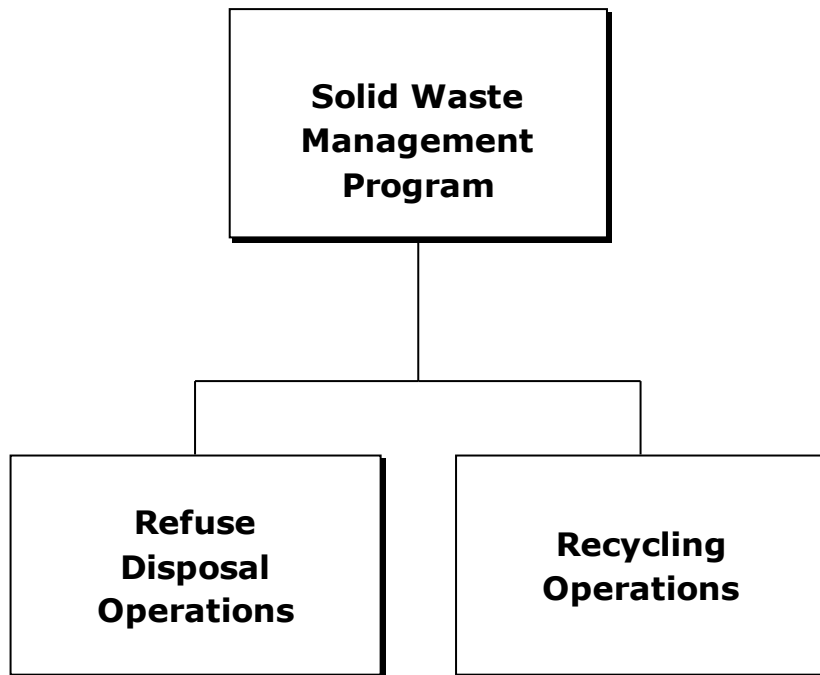 Solid Waste
Management
Program
Refuse
Disposal
Operations
Recycling
Operations